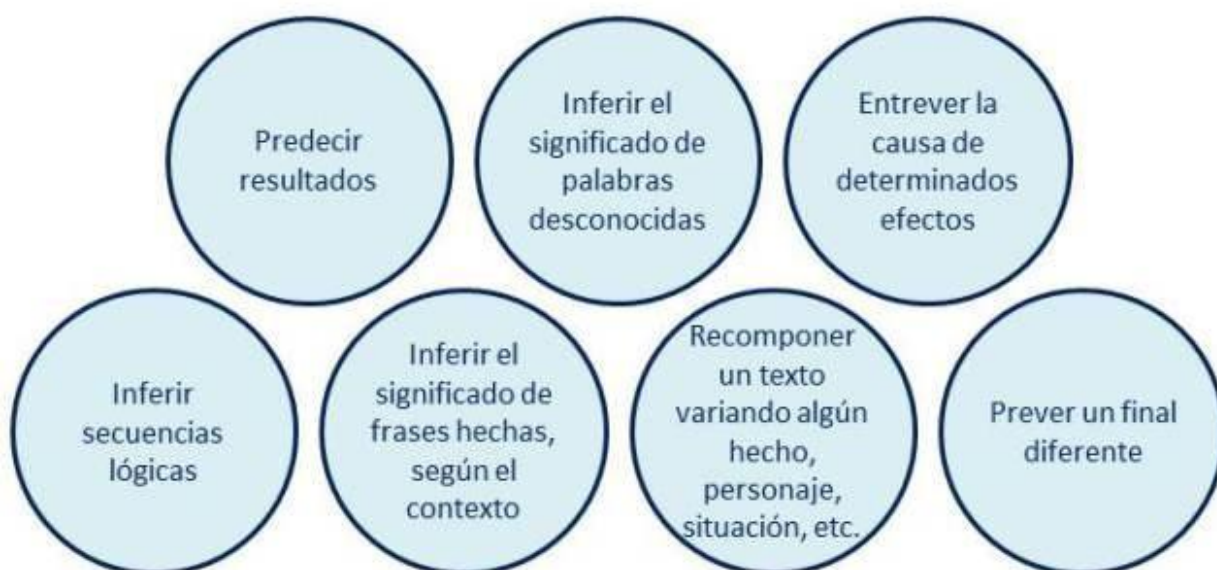 Predecir
resultados
Inferir el
significado de
palabras
desconocidas
Entrever la
causa de
determinados
efectos
Inferir
secuencias
lógicas
Inferir el
significado de
frases hechas,
según el
contexto
Recomponer
un texto
variando algún
hecho,
personaje,
situación, etc.
Prever un final
diferente